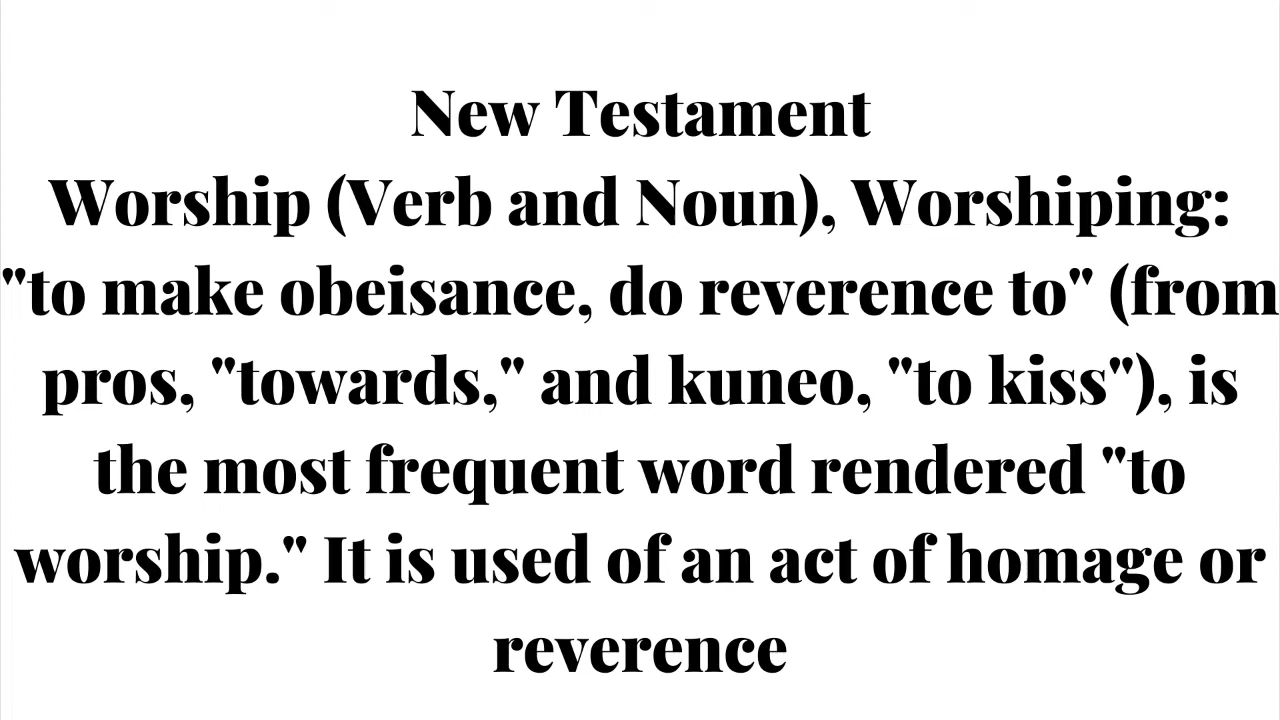 New Testament
Worship (Verb and Noun), Worshiping:
"to make obeisance, do reverence to" (from
pros, "towards," and kuneo, "to kiss"), is
the most frequent word rendered "to
worship." It is used of an act of homage or
reverence